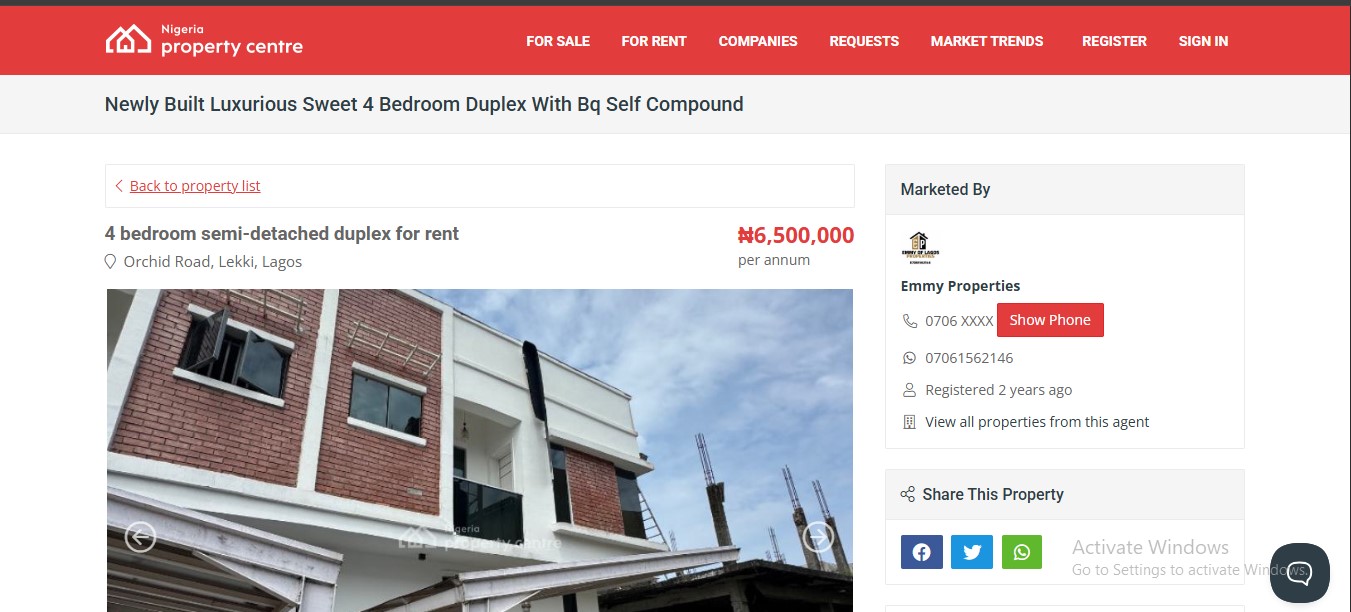 Nigeria
property centre
FOR SALE
FOR RENT
COMPANIES
REQUESTS
MARKET TRENDS
REGISTER
SIGN IN
Newly Built Luxurious Sweet 4 Bedroom Duplex With Bq Self Compound
Back to property list
4 bedroom semi-detached duplex for rent
₦6,500,000
Orchid Road, Lekki, Lagos
per annum
Nigeria
property centre
Marketed By
EMMY OF LAGOS
PROPERTIES
Emmy Properties
0706 XXXX
Show Phone
07061562146
Registered 2 years ago
View all properties from this agent
Share This Property
Activate Windows
Go to Settings to activate Windows.